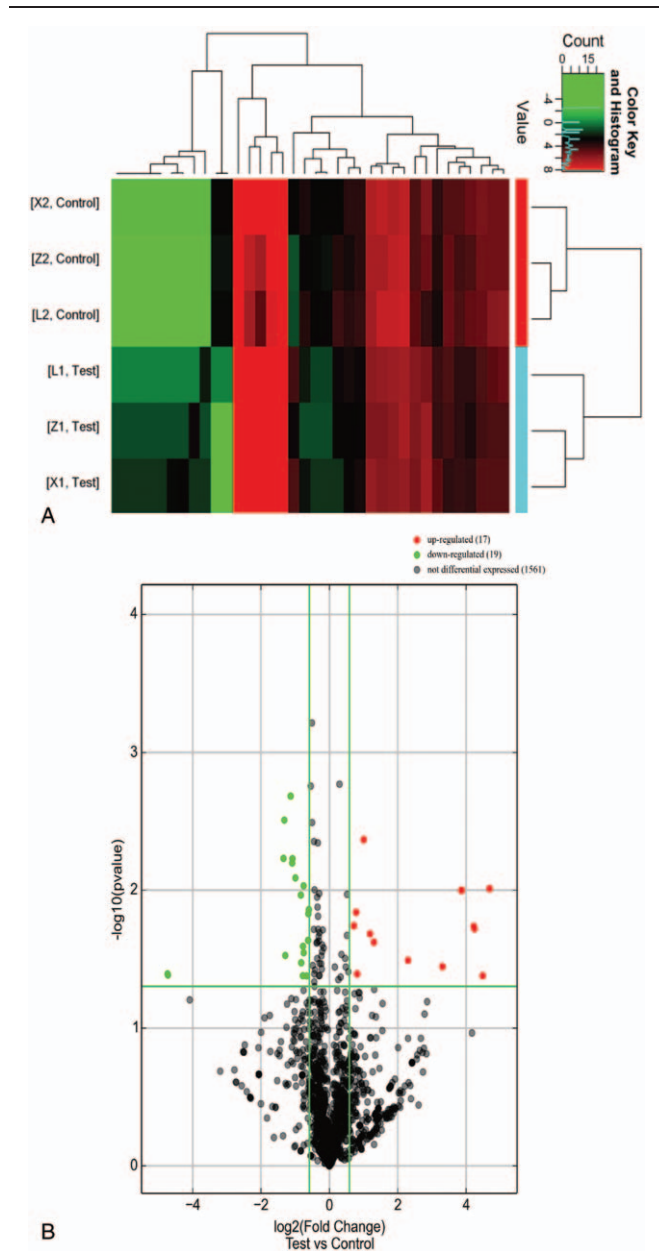 Count
0
15
-4
0
4
8
Value
Color Key
and Histogram
[X2, Control]
[Z2, Control]
[L2, Control]
[L1, Test]
[Z1, Test]
[X1, Test]
A
up-regulated (17)
down-regulated (19)
not differential expressed (1561)
4
3
2
1
0
-log10(pvalue)
−4
−2
0
2
4
log2(Fold Change)
Test vs Control
B